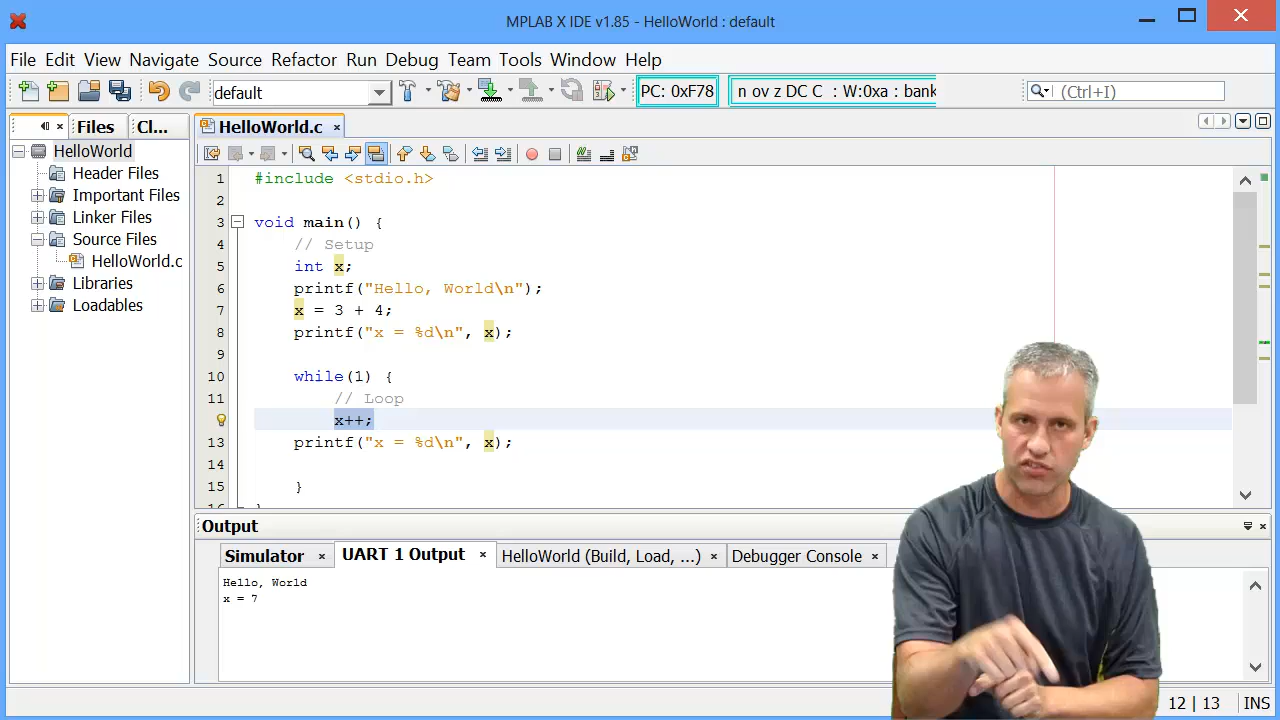 MPLAB X IDE v1.85 - HelloWorld : default
File Edit View Navigate Source Refactor Run Debug Team Tools Window Help
default
PC: 0xF78
n ov z DC C : W:0xa : bank
(Ctrl+I)
Files
Cl...
HelloWorld.c
HelloWorld
Header Files
Important Files
Linker Files
Source Files
HelloWorld.c
Libraries
Loadables
1 #include <stdio.h>
2
3 void main() {
4 // Setup
5 int x;
6 printf("Hello, World\n");
7 x = 3 + 4;
8 printf("x = %d\n", x);
9
10 while(1) {
11 // Loop
x++;
13 printf("x = %d\n", x);
14
15 }
Output
Simulator
UART 1 Output
HelloWorld (Build, Load, ...)
Debugger Console
Hello, World
x = 7
12 | 13
INS